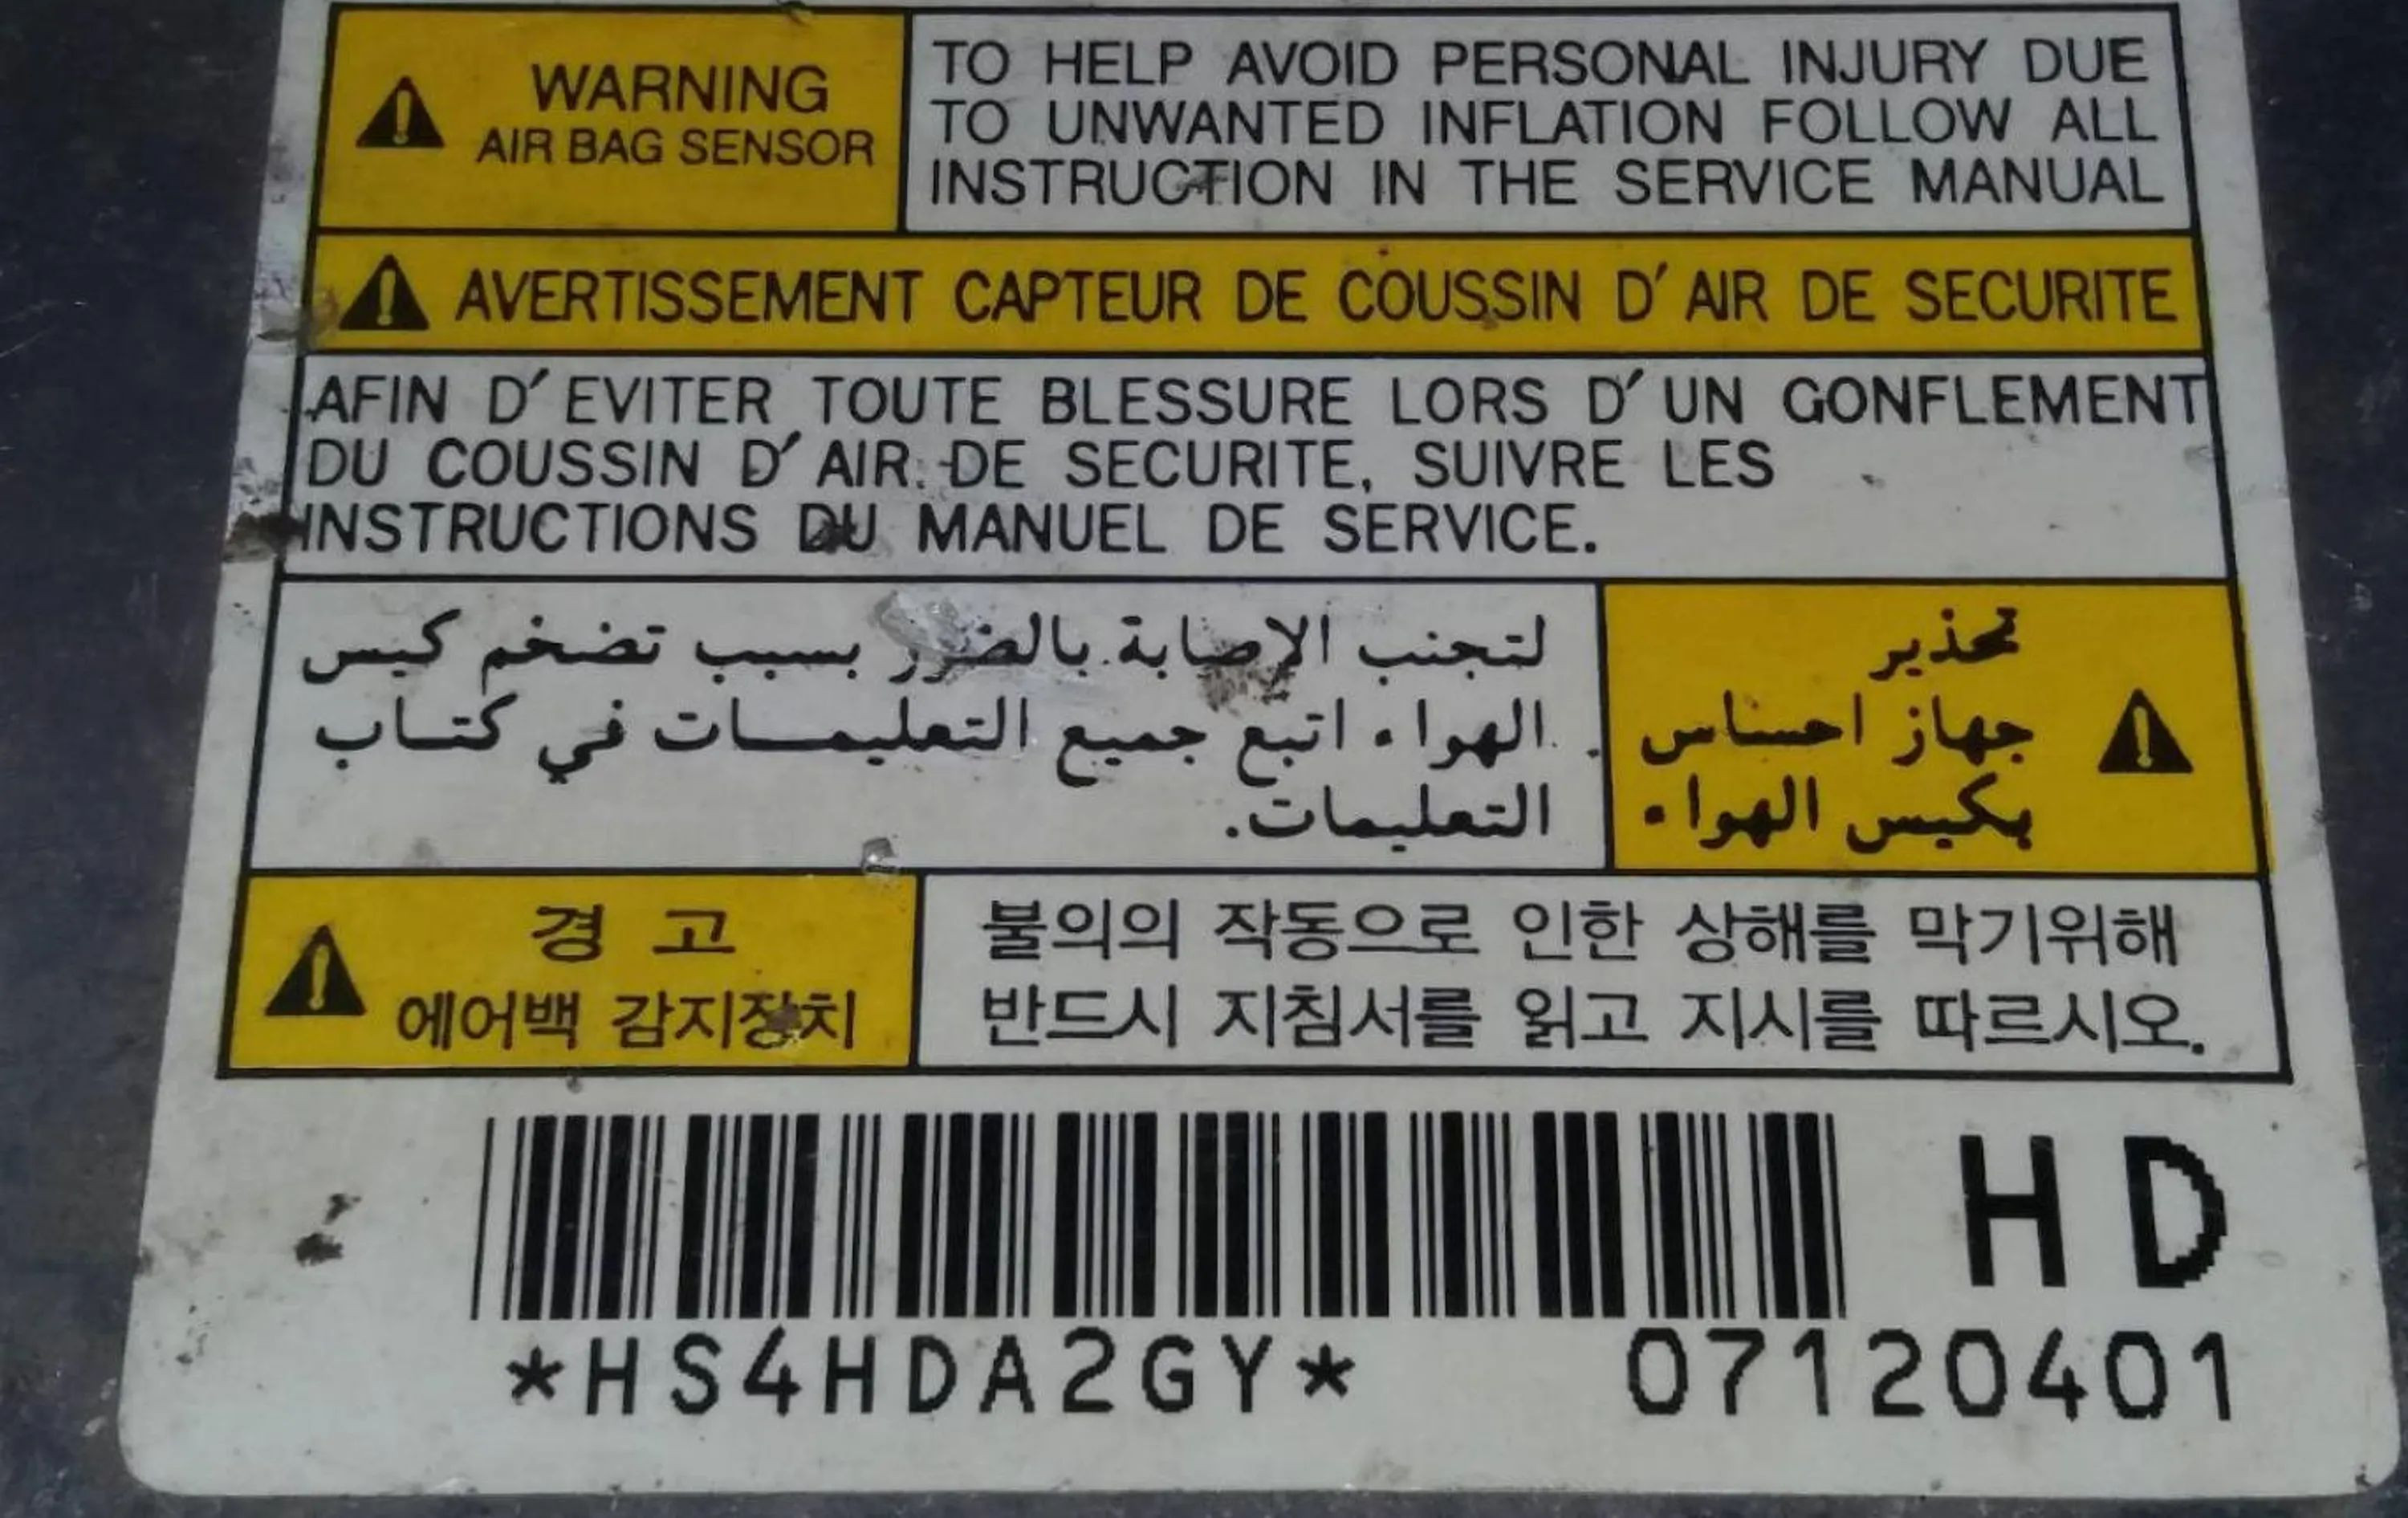 WARNING
AIR BAG SENSOR
TO HELP AVOID PERSONAL INJURY DUE
TO UNWANTED INFLATION FOLLOW ALL
INSTRUCTION IN THE SERVICE MANUAL
AVERTISSEMENT CAPTEUR DE COUSSIN D'AIR DE SECURITE
AFIN D'EVITER TOUTE BLESSURE LORS D'UN GONFLEMENT
DU COUSSIN D'AIR DE SECURITE, SUIVRE LES
INSTRUCTIONS DU MANUEL DE SERVICE.
تحذير
جهاز احساس
بكيس الهواء
لتجنب الإصابة بالضرر بسبب تضخم كيس
الهواء اتبع جميع التعليمات في كتاب
التعليمات.
경 고
에어백 감지장치
불의의 작동으로 인한 상해를 막기위해
반드시 지침서를 읽고 지시를 따르시오.
HD
*HS4HDA2GY* 07120401